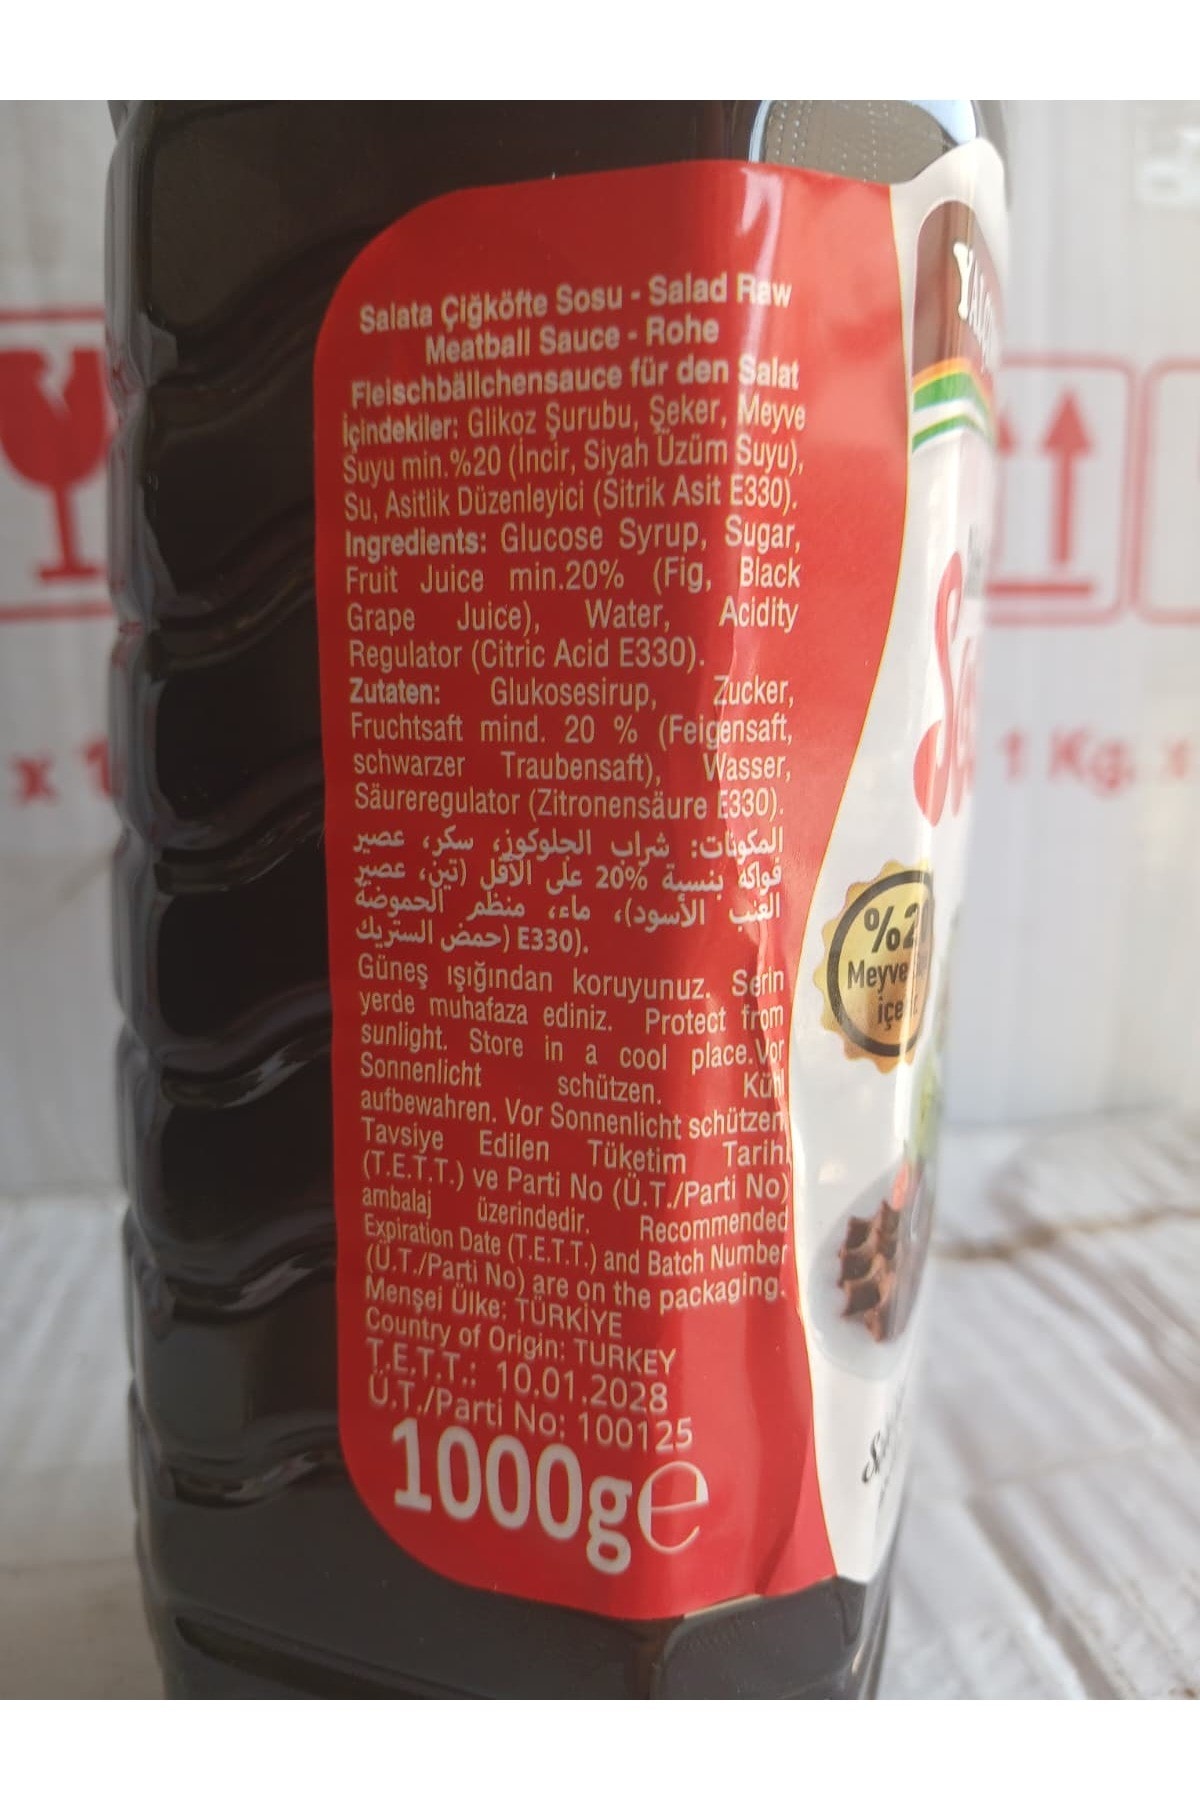 Salata Çiğköfte Sosu - Salad Raw
Meatball Sauce - Rohe
Fleischbällchensauce für den Salat
İçindekiler: Glikoz Şurubu, Şeker, Meyve
Suyu min.%20 (İncir, Siyah Üzüm Suyu),
Su, Asitlik Düzenleyici (Sitrik Asit E330).
Ingredients: Glucose Syrup, Sugar,
Fruit Juice min.20% (Fig, Black
Grape Juice), Water, Acidity
Regulator (Citric Acid E330).
Zutaten: Glukosesirup, Zucker,
Fruchtsaft mind. 20 % (Feigensaft,
schwarzer Traubensaft), Wasser,
Säureregulator (Zitronensäure E330).
المكونات: شراب الجلوكوز، سكر، عصير
فواكه بنسبة 20% على الأقل (تين، عصير
العنب الأسود)، ماء، منظم الحموضة
(حمض الستريك E330).
Güneş ışığından koruyunuz. Serin
yerde muhafaza ediniz. Protect from
sunlight. Store in a cool place.Vor
Sonnenlicht schützen. Kühl
aufbewahren. Vor Sonnenlicht schützen
Tavsiye Edilen Tüketim Tarihi
(T.E.T.T.) ve Parti No (Ü.T./Parti No)
ambalaj üzerindedir. Recommended
Expiration Date (T.E.T.T.) and Batch Number
(Ü.T./Parti No) are on the packaging.
Menşei Ülke: TÜRKİYE
Country of Origin: TURKEY
T.E.T.T.: 10.01.2028
Ü.T./Parti No: 100125
1000g e
%20
Meyve
1 Kg. x
x 1